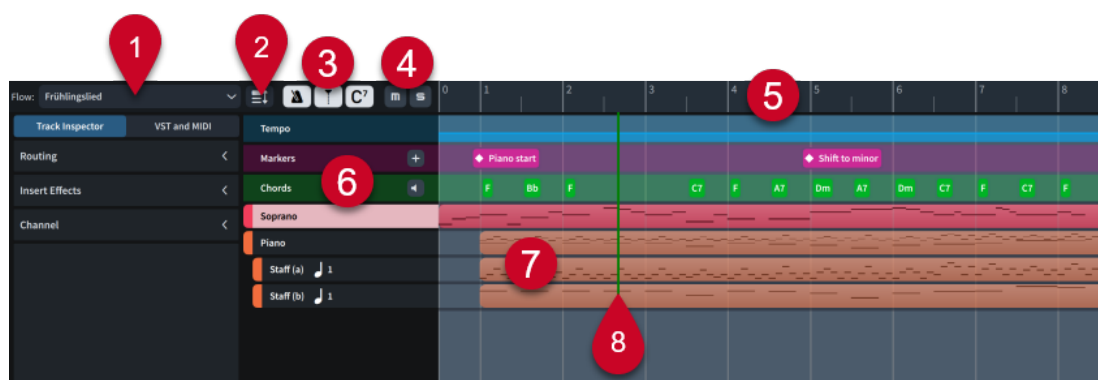 1 2 3 4
Flow: Frühlingslied C7 m s 0 1 2 3 4 5 5 6 7 8
Track Inspector VST and MIDI Tempo
Routing Markers + Piano start Shift to minor
Insert Effects Chords 6 F Bb F C7 F A7 Dm A7 Dm C7 F C7 F
Channel Soprano
Piano
Staff (a) 1 7
Staff (b) 1
8